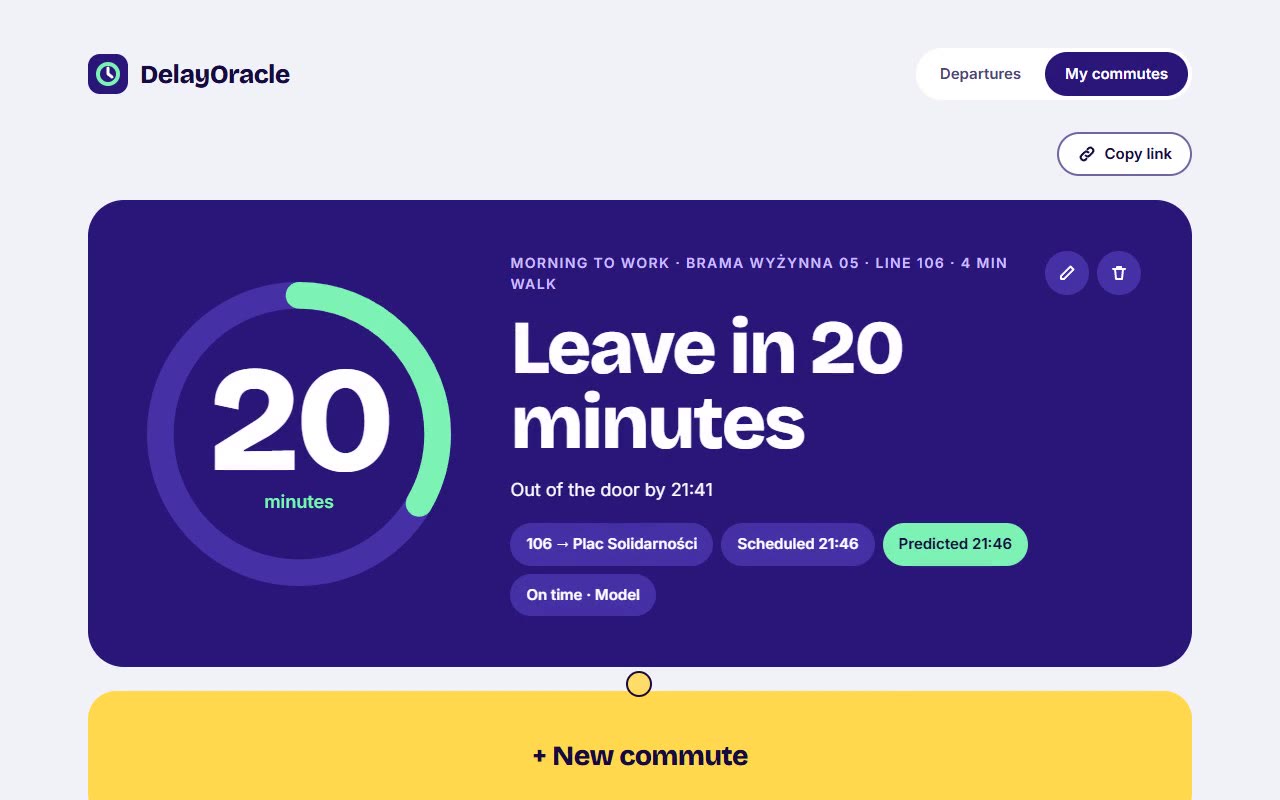 DelayOracle
Departures
My commutes
Copy link
MORNING TO WORK · BRAMA WYŻYNNA 05 · LINE 106 · 4 MIN
WALK
Leave in 20
minutes
20
minutes
Out of the door by 21:41
106 → Plac Solidarności
Scheduled 21:46
Predicted 21:46
On time · Model
+ New commute